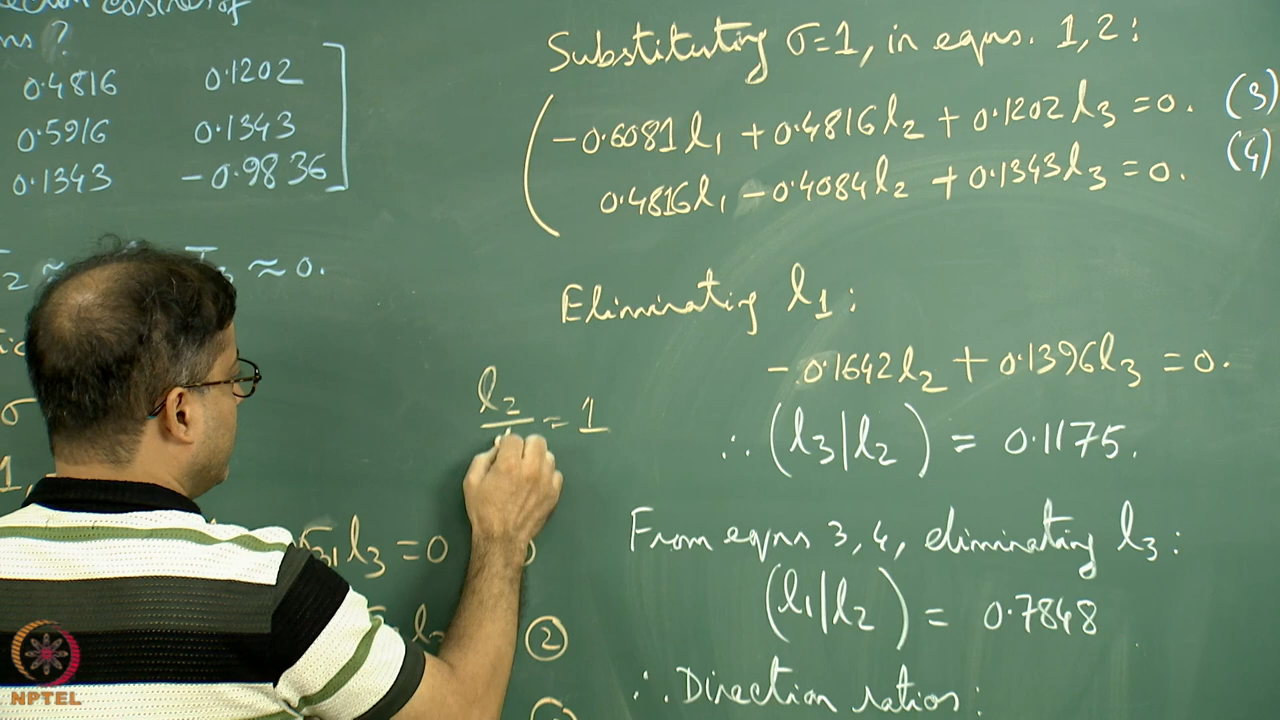 ns ?
0.4816 0.1202
0.5916 0.1343
0.1343 -0.9836
≈ 0.
σ
1,
σ31 l3 = 0
②
l2/ = 1
Substituting σ=1, in eqns. 1,2 :
-0.6081 l1 + 0.4816 l2 + 0.1202 l3 = 0. (3)
0.4816 l1 - 0.4084 l2 + 0.1343 l3 = 0. (4)
Eliminating l1 :
-0.1642 l2 + 0.1396 l3 = 0.
∴ (l3|l2) = 0.1175.
From eqns 3, 4, eliminating l3 :
(l1|l2) = 0.7848
∴ Direction ratios :
NPTEL